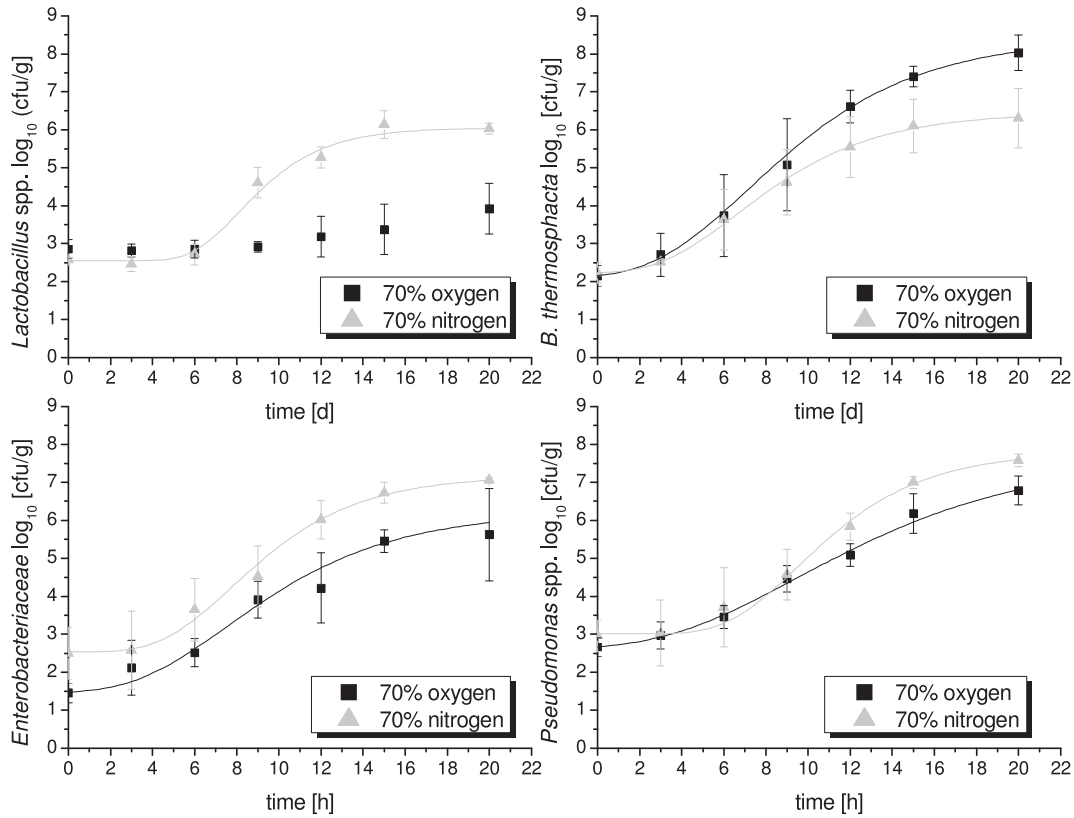 Lactobacillus spp. log10 (cfu/g)
9
8
7
6
5
4
3
2
1
0
70% oxygen
70% nitrogen
0 2 4 6 8 10 12 14 16 18 20 22
time [d]
B. thermosphacta log10 [cfu/g]
9
8
7
6
5
4
3
2
1
0
70% oxygen
70% nitrogen
0 2 4 6 8 10 12 14 16 18 20 22
time [d]
Enterobacteriaceae log10 [cfu/g]
9
8
7
6
5
4
3
2
1
0
70% oxygen
70% nitrogen
0 2 4 6 8 10 12 14 16 18 20 22
time [h]
Pseudomonas spp. log10 [cfu/g]
9
8
7
6
5
4
3
2
1
0
70% oxygen
70% nitrogen
0 2 4 6 8 10 12 14 16 18 20 22
time [h]